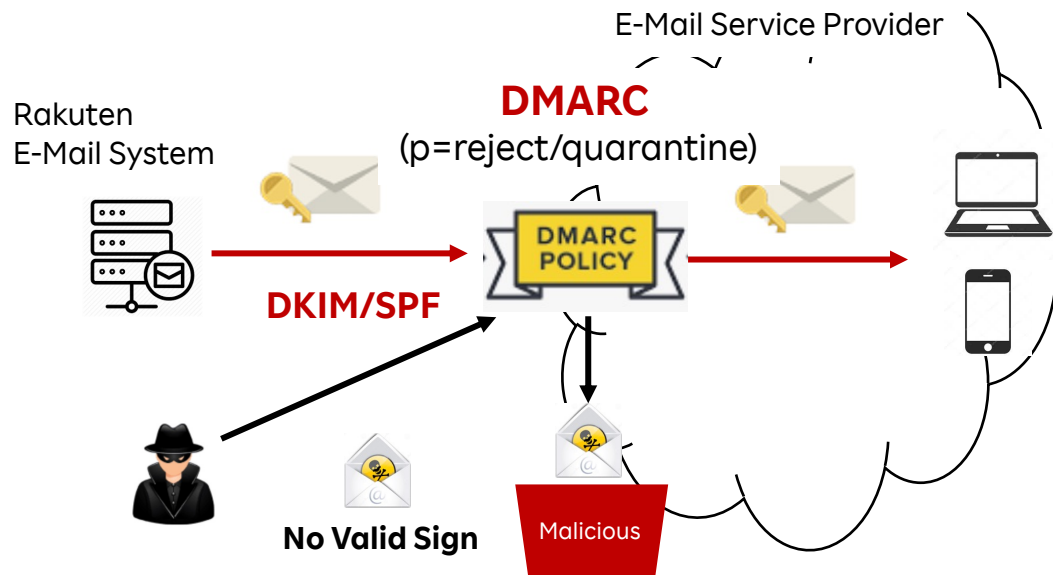 E-Mail Service Provider
Rakuten
E-Mail System
DMARC
(p=reject/quarantine)
DMARC
POLICY
DKIM/SPF
@
@
No Valid Sign
Malicious